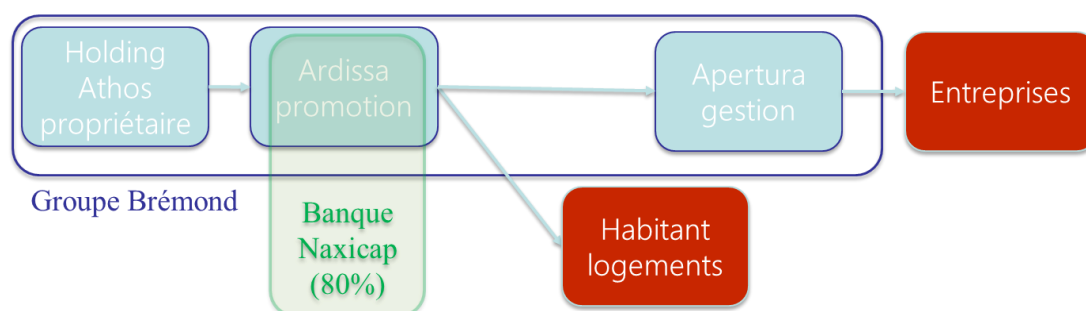 Holding
Athos
propriétaire
Ardissa
promotion
Apertura
gestion
Entreprises
Groupe Brémond
Banque
Naxicap
(80%)
Habitant
logements